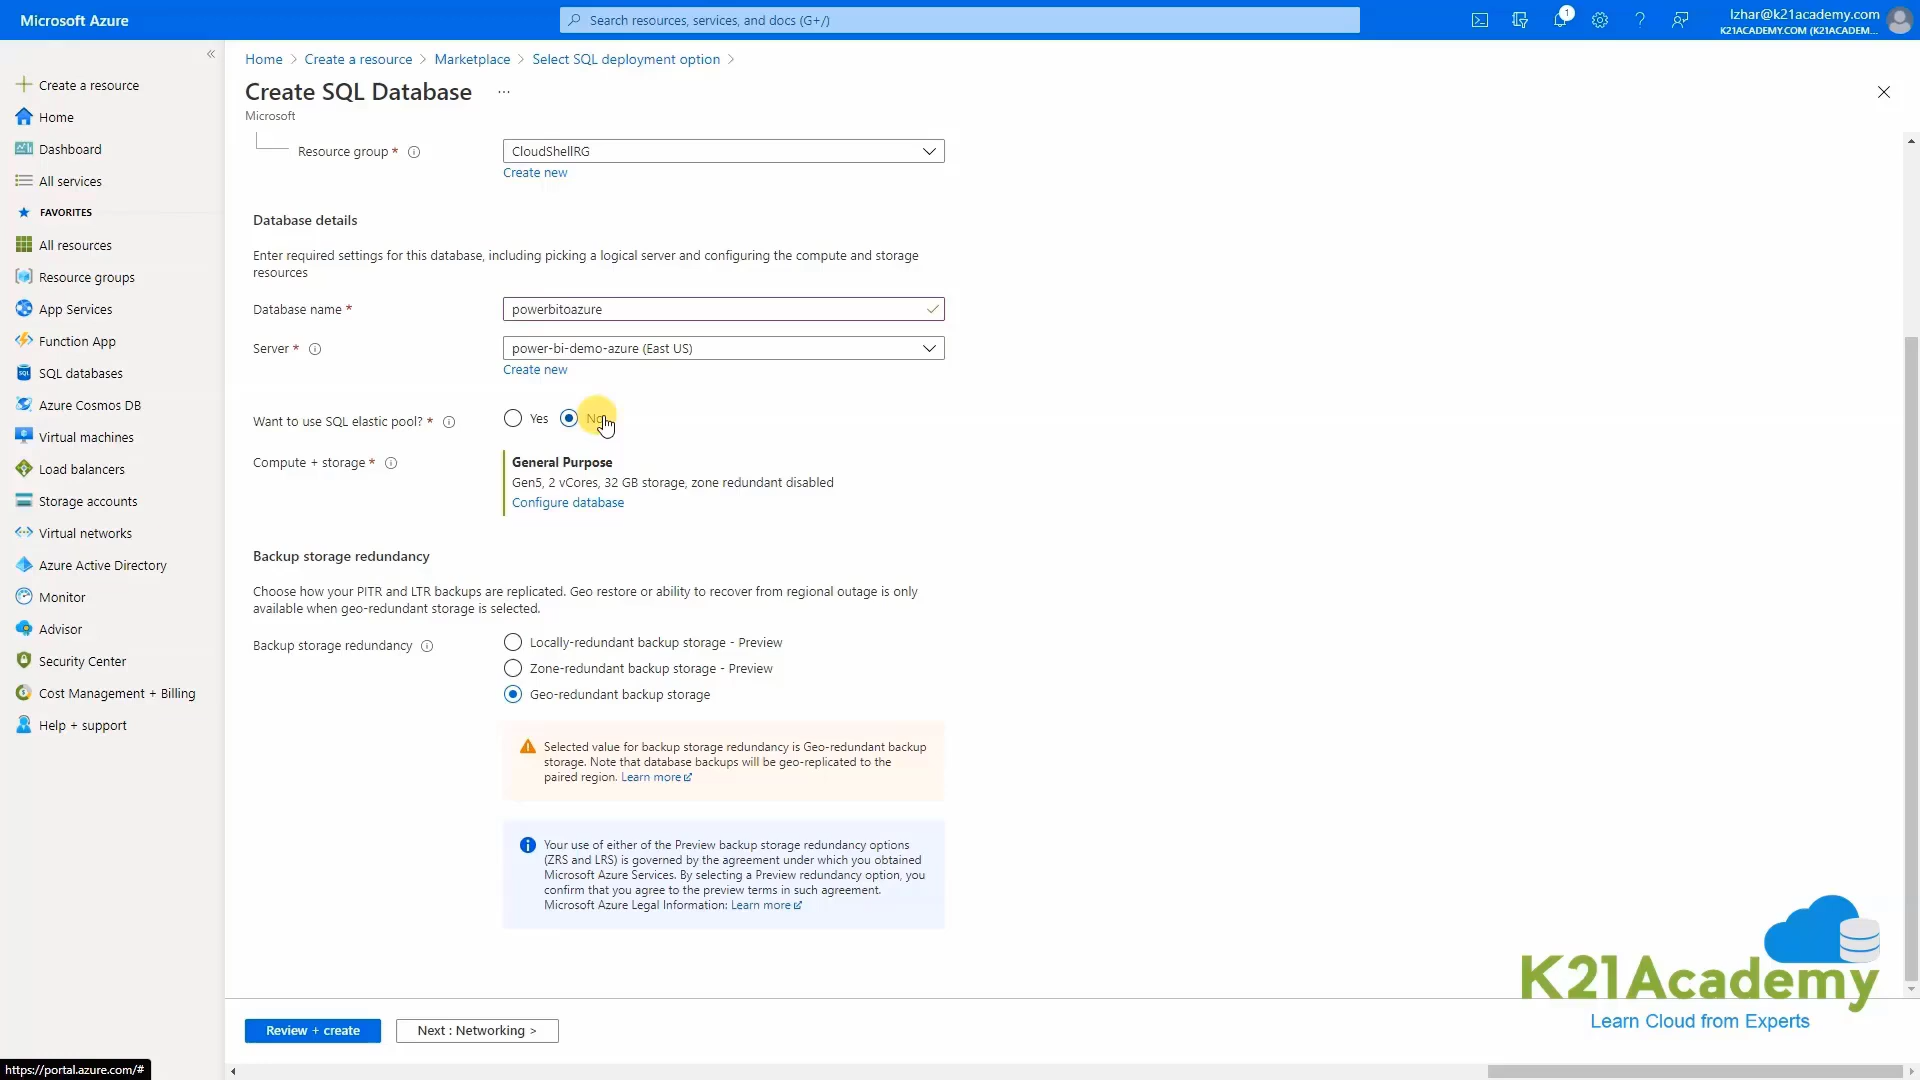 Microsoft Azure
Search resources, services, and docs (G+/)
1
lzhar@k21academy.com
K21ACADEMY.COM (K21ACADEM...
«
Create a resource
Home
Dashboard
All services
FAVORITES
All resources
Resource groups
App Services
Function App
SQL databases
Azure Cosmos DB
Virtual machines
Load balancers
Storage accounts
Virtual networks
Azure Active Directory
Monitor
Advisor
Security Center
Cost Management + Billing
Help + support
Home > Create a resource > Marketplace > Select SQL deployment option >
Create SQL Database ...
Microsoft
Resource group * CloudShellRG
Create new
Database details
Enter required settings for this database, including picking a logical server and configuring the compute and storage
resources
Database name * powerbitoazure
Server * power-bi-demo-azure (East US)
Create new
Want to use SQL elastic pool? * Yes No
Compute + storage * General Purpose
Gen5, 2 vCores, 32 GB storage, zone redundant disabled
Configure database
Backup storage redundancy
Choose how your PITR and LTR backups are replicated. Geo restore or ability to recover from regional outage is only
available when geo-redundant storage is selected.
Backup storage redundancy Locally-redundant backup storage - Preview
Zone-redundant backup storage - Preview
Geo-redundant backup storage
Selected value for backup storage redundancy is Geo-redundant backup
storage. Note that database backups will be geo-replicated to the
paired region. Learn more
Your use of either of the Preview backup storage redundancy options
(ZRS and LRS) is governed by the agreement under which you obtained
Microsoft Azure Services. By selecting a Preview redundancy option, you
confirm that you agree to the preview terms in such agreement.
Microsoft Azure Legal Information: Learn more
K21Academy
Learn Cloud from Experts
Review + create
Next : Networking >
https://portal.azure.com/#